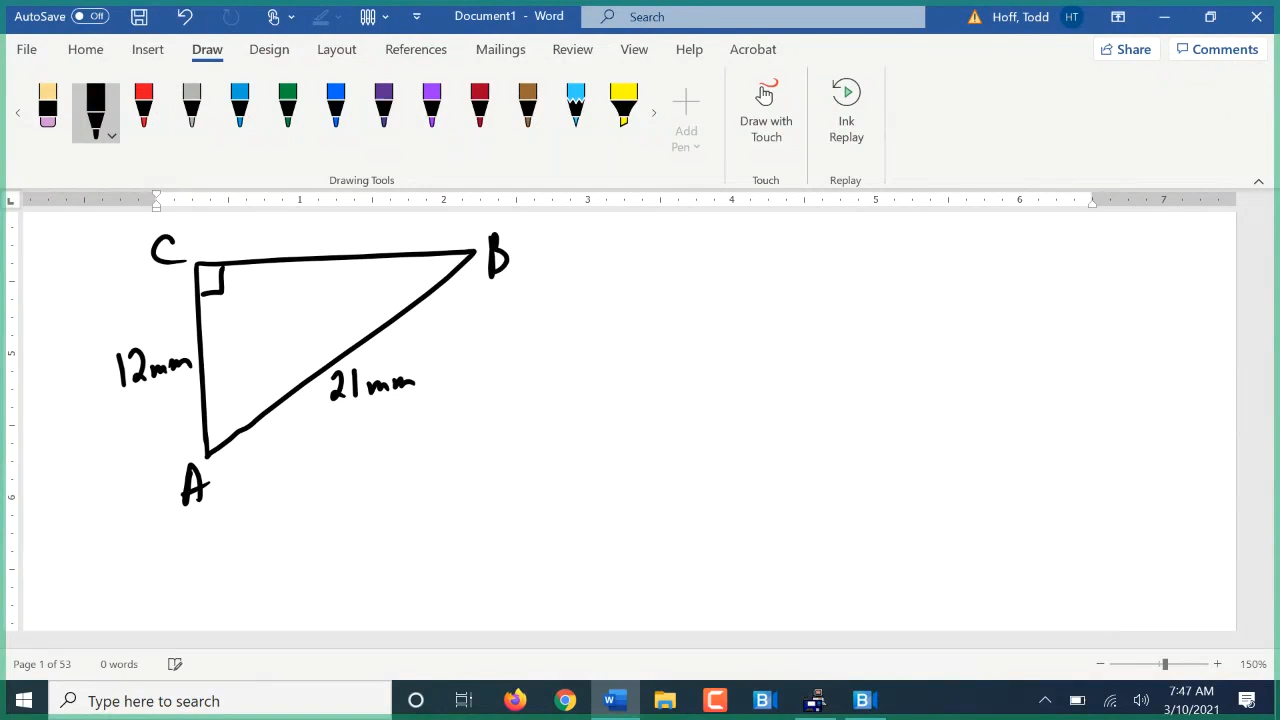 AutoSave Off Document1 - Word Search Hoff, Todd HT
File Home Insert Draw Design Layout References Mailings Review View Help Acrobat Share Comments
Add Pen
Draw with Touch
Ink Replay
Drawing Tools Touch Replay
L 1 2 3 4 5 6 7
C B
5
12mm
21mm
A
6
Page 1 of 53 0 words 150%
Type here to search
7:47 AM
3/10/2021